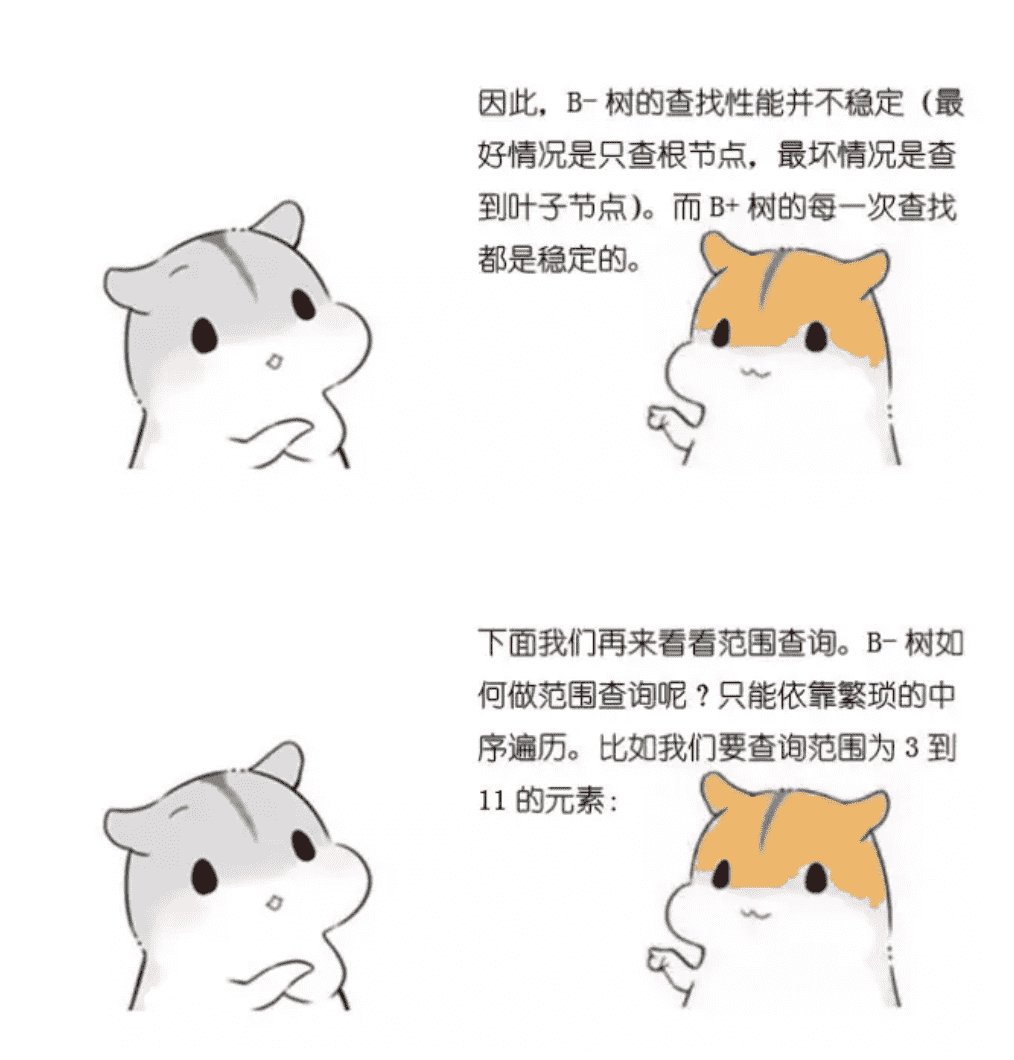 因此，B- 树的查找性能并不稳定（最
好情况是只查根节点，最坏情况是查
到叶子节点）。而 B+ 树的每一次查找
都是稳定的。
下面我们再来看看范围查询。B- 树如
何做范围查询呢？只能依靠繁琐的中
序遍历。比如我们要查询范围为 3 到
11 的元素：